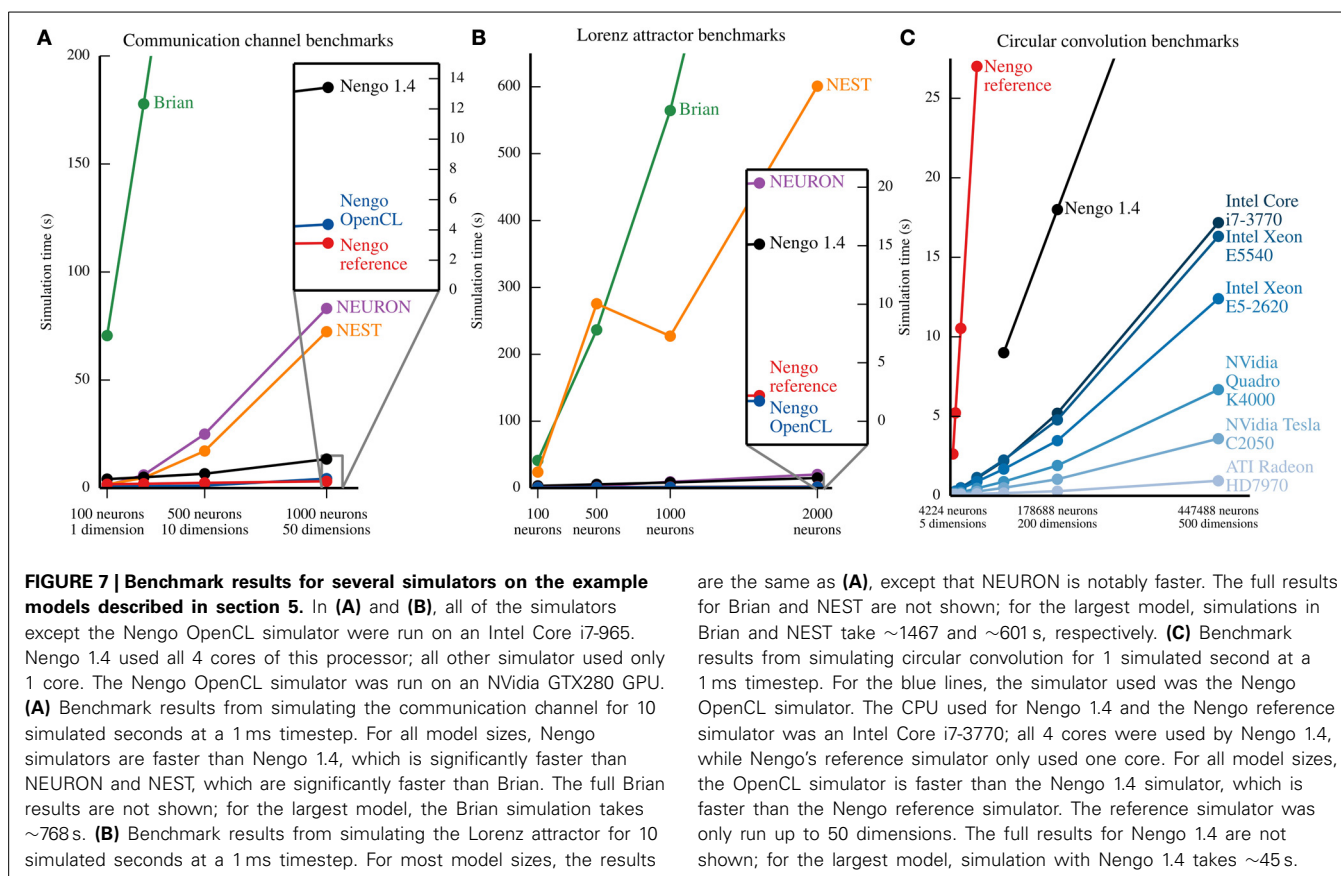 A
Communication channel benchmarks
200
150
100
50
0
Simulation time (s)
Brian
14
12
10
8
6
4
2
0
Nengo 1.4
Nengo
OpenCL
Nengo
reference
NEURON
NEST
100 neurons
1 dimension
500 neurons
10 dimensions
1000 neurons
50 dimensions
B
Lorenz attractor benchmarks
600
500
400
300
200
100
0
Simulation time (s)
Brian
NEST
NEURON
Nengo 1.4
Nengo
reference
Nengo
OpenCL
20
15
10
5
0
Simulation time (s)
100
neurons
500
neurons
1000
neurons
2000
neurons
C
Circular convolution benchmarks
25
20
15
10
5
0
Nengo
reference
Nengo 1.4
Intel Core
i7-3770
Intel Xeon
E5540
Intel Xeon
E5-2620
NVidia
Quadro
K4000
NVidia Tesla
C2050
ATI Radeon
HD7970
4224 neurons
5 dimensions
178688 neurons
200 dimensions
447488 neurons
500 dimensions
FIGURE 7 | Benchmark results for several simulators on the example
models described in section 5. In (A) and (B), all of the simulators
except the Nengo OpenCL simulator were run on an Intel Core i7-965.
Nengo 1.4 used all 4 cores of this processor; all other simulator used only
1 core. The Nengo OpenCL simulator was run on an NVidia GTX280 GPU.
(A) Benchmark results from simulating the communication channel for 10
simulated seconds at a 1 ms timestep. For all model sizes, Nengo
simulators are faster than Nengo 1.4, which is significantly faster than
NEURON and NEST, which are significantly faster than Brian. The full Brian
results are not shown; for the largest model, the Brian simulation takes
~768 s. (B) Benchmark results from simulating the Lorenz attractor for 10
simulated seconds at a 1 ms timestep. For most model sizes, the results
are the same as (A), except that NEURON is notably faster. The full results
for Brian and NEST are not shown; for the largest model, simulations in
Brian and NEST take ~1467 and ~601 s, respectively. (C) Benchmark
results from simulating circular convolution for 1 simulated second at a
1 ms timestep. For the blue lines, the simulator used was the Nengo
OpenCL simulator. The CPU used for Nengo 1.4 and the Nengo reference
simulator was an Intel Core i7-3770; all 4 cores were used by Nengo 1.4,
while Nengo's reference simulator only used one core. For all model sizes,
the OpenCL simulator is faster than the Nengo 1.4 simulator, which is
faster than the Nengo reference simulator. The reference simulator was
only run up to 50 dimensions. The full results for Nengo 1.4 are not
shown; for the largest model, simulation with Nengo 1.4 takes ~45 s.